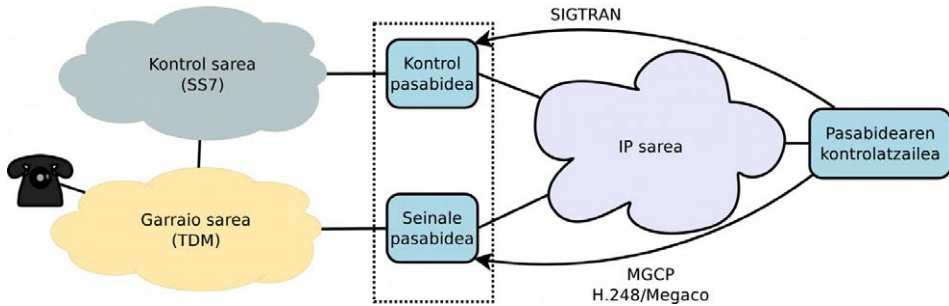 SIGTRAN
Kontrol sarea
(SS7)
Kontrol
pasabidea
IP sarea
Pasabidearen
kontrolatzailea
Garraio sarea
(TDM)
Seinale
pasabidea
MGCP
H.248/Megaco